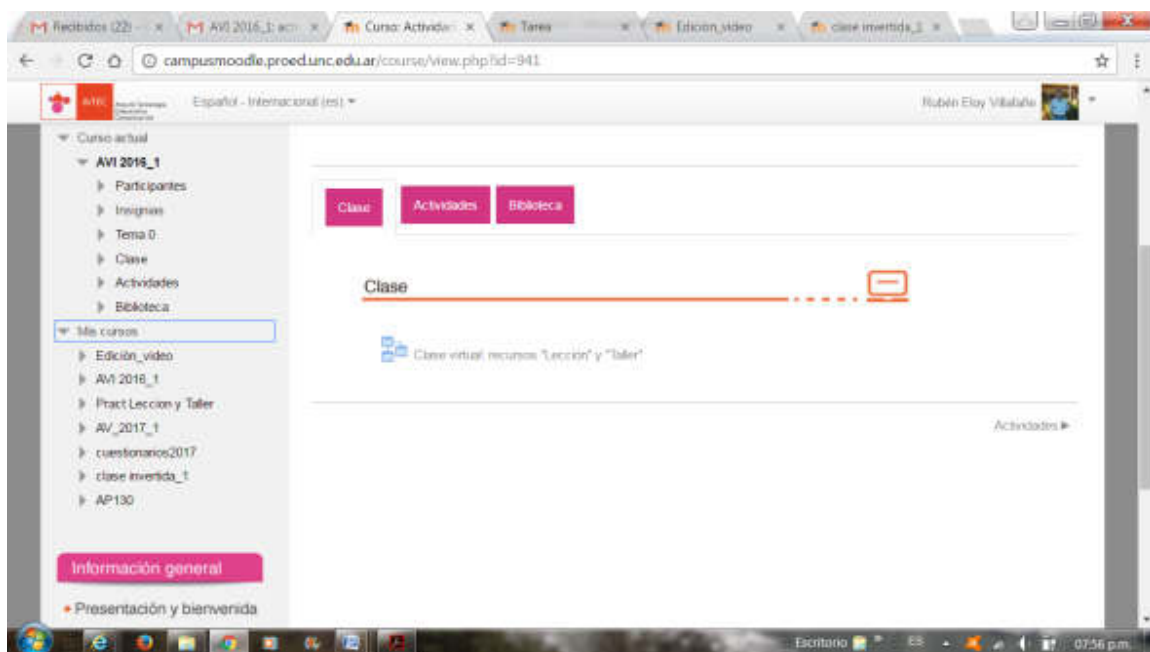 Recibidos (22)
AVI 2016_1:
Curso: Activida
Tarea
Edición_video
clase invertida_1
campusmoodle.proed.unc.edu.ar/course/view.php?id=941
Español - Internacional (es)
Rubén Eloy Villafañe
Curso actual
AVI 2016_1
Participantes
Insignias
Tema 0
Clase
Actividades
Biblioteca
Mis cursos
Edición_video
AVI 2016_1
Pract Leccion y Taller
AV_2017_1
cuestionarios2017
clase invertida_1
AP130
Información general
Presentación y bienvenida
Clase
Actividades
Biblioteca
Clase
Clase virtual: recursos "Lección" y "Taller"
Actividades
Escritorio
ES
07:56 p.m.